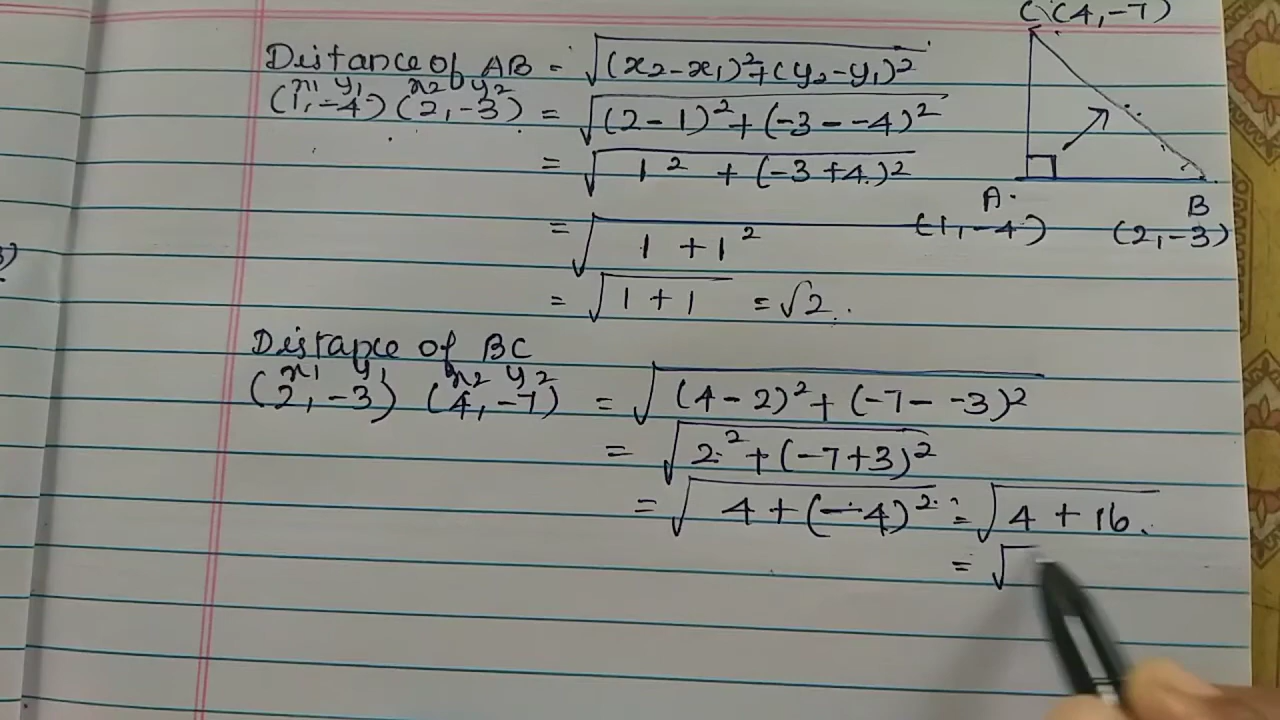 C (4,-7)
Distance of AB = √(x₂-x₁)²+(y₂-y₁)²
x₁ y₁ x₂ y₂
(1,-4) (2,-3) = √(2-1)²+(-3--4)²
= √1² + (-3+4)²
A B
(1,-4) (2,-3)
= √1 + 1²
= √1+1 = √2.
Distance of BC
x₁ y₁ x₂ y₂
(2,-3) (4,-7) = √(4-2)²+(-7--3)²
= √2²+(-7+3)²
= √4+(-4)² = √4+16.
= √